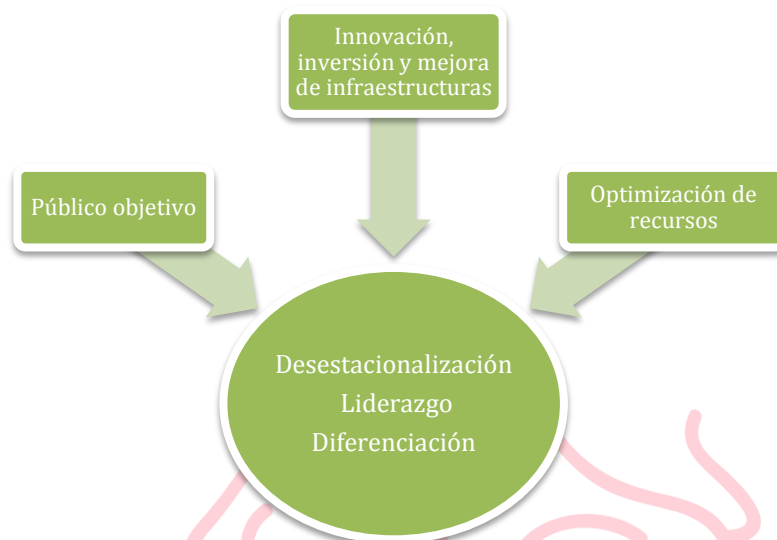 Innovación,
inversión y mejora
de infraestructuras
Público objetivo
Optimización de
recursos
Desestacionalización
Liderazgo
Diferenciación